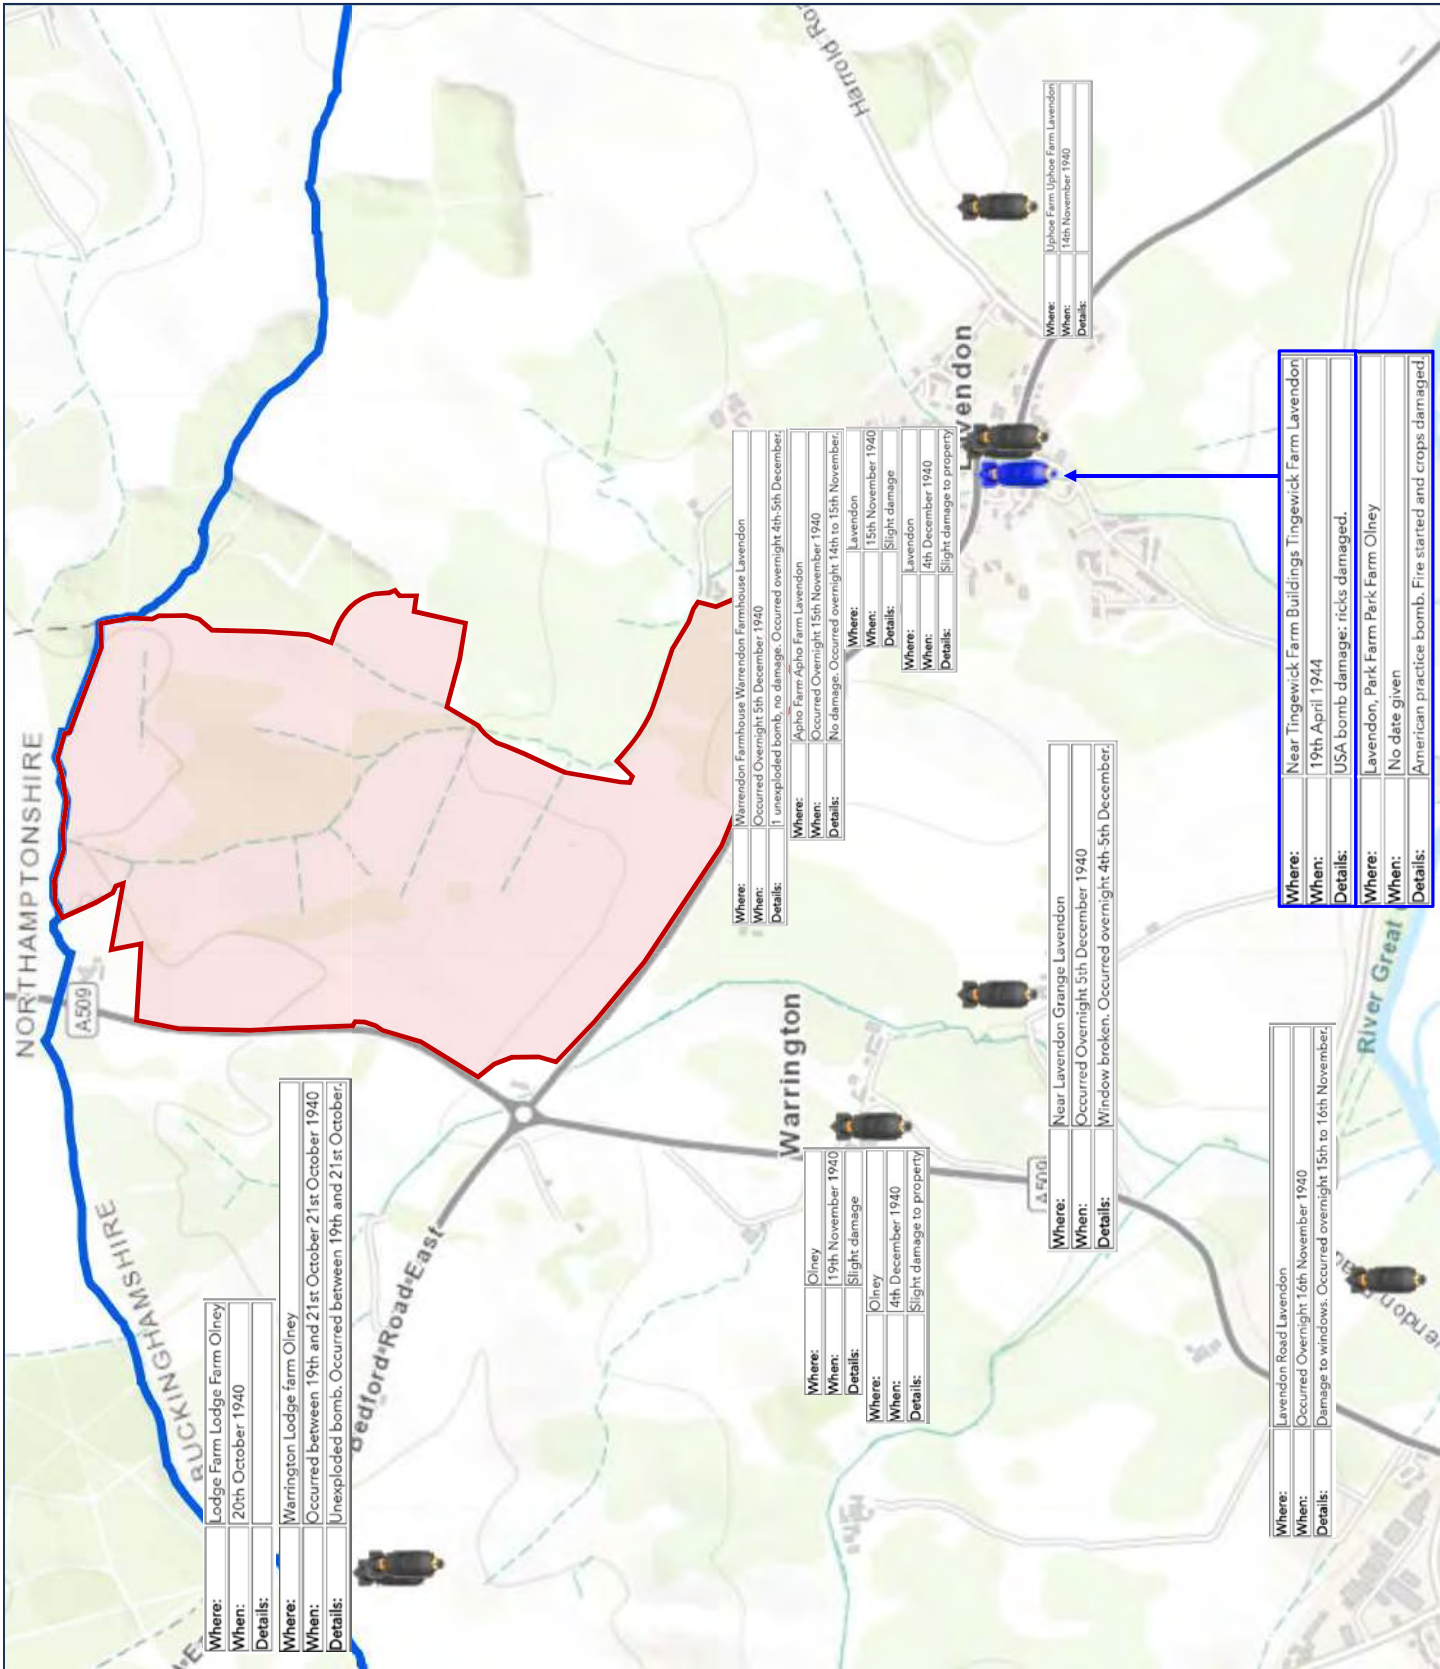 NORTHAMPTONSHIRE
A509
BUCKINGHAMSHIRE
Bedford Road East
Harrold Ro
Warrington
Lavendon
A509
River Great
Where: Lodge Farm Lodge Farm Olney
When: 20th October 1940
Details:
Where: Warrington Lodge farm Olney
When: Occurred between 19th and 21st October 21st October 1940
Details: Unexploded bomb. Occurred between 19th and 21st October.
Where: Warrendon Farmhouse Warrendon Farmhouse Lavendon
When: Occurred Overnight 5th December 1940
Details: 1 unexploded bomb, no damage. Occurred overnight 4th-5th December.
Where: Apho Farm Apho Farm Lavendon
When: Occurred Overnight 15th November 1940
Details: No damage. Occurred overnight 14th to 15th November.
Where: Lavendon
When: 15th November 1940
Details: Slight damage
Where: Lavendon
When: 4th December 1940
Details: Slight damage to property
Where: Uphoe Farm Uphoe Farm Lavendon
When: 14th November 1940
Details:
Where: Olney
When: 19th November 1940
Details: Slight damage
Where: Olney
When: 4th December 1940
Details: Slight damage to property
Where: Near Lavendon Grange Lavendon
When: Occurred Overnight 5th December 1940
Details: Window broken. Occurred overnight 4th-5th December.
Where: Near Tingewick Farm Buildings Tingewick Farm Lavendon
When: 19th April 1944
Details: USA bomb damage: ricks damaged.
Where: Lavendon, Park Farm Park Farm Olney
When: No date given
Details: American practice bomb. Fire started and crops damaged.
Where: Lavendon Road Lavendon
When: Occurred Overnight 16th November 1940
Details: Damage to windows. Occurred overnight 15th to 16th November.